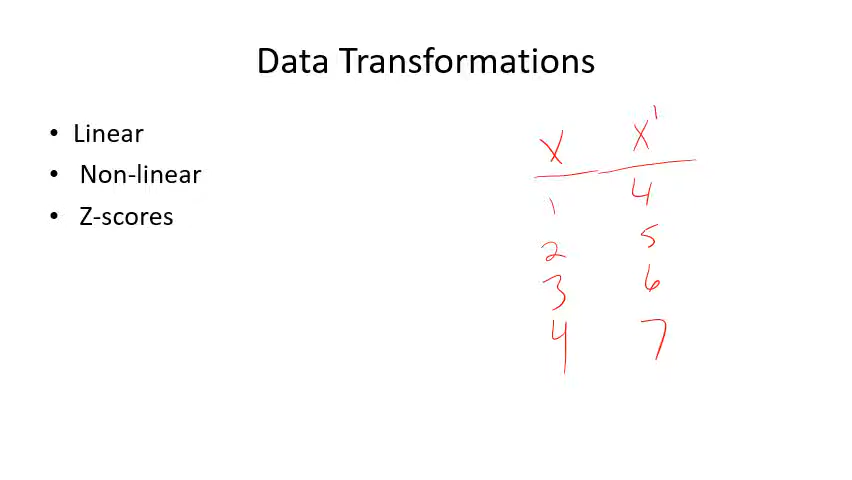 Data Transformations
• Linear
• Non-linear
• Z-scores
X X'
1 4
2 5
3 6
4 7